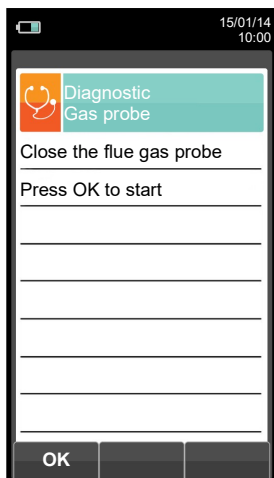 15/01/14
10:00
Diagnostic
Gas probe
Close the flue gas probe
Press OK to start
OK